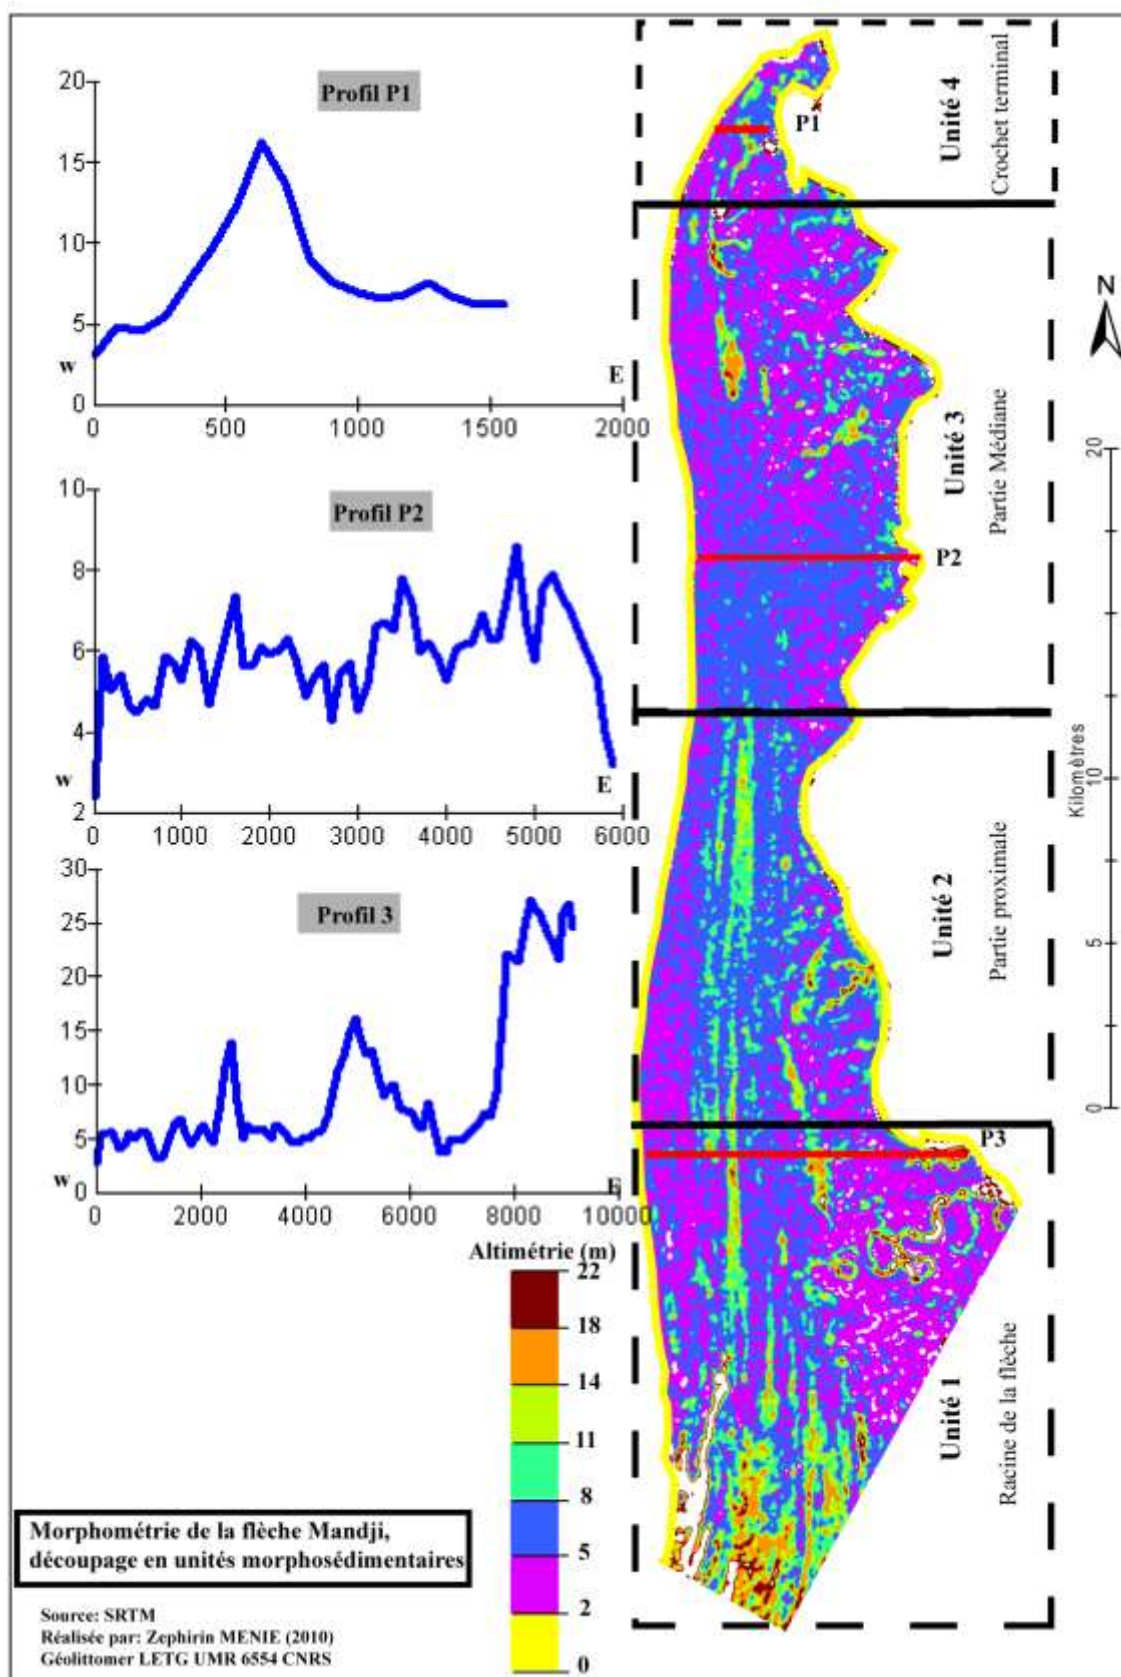 20
Profil P1
15
10
5
w
E
0
0
500
1000
1500
2000
10
Profil P2
8
6
4
w
E
2
0
1000
2000
3000
4000
5000
6000
30
Profil 3
25
20
15
10
5
w
E
0
0
2000
4000
6000
8000
10000
Altimétrie (m)
22
18
14
11
8
5
2
0
Morphométrie de la flèche Mandji,
découpage en unités morphosédimentaires
Source: SRTM
Réalisée par: Zephirin MENIE (2010)
Géolittomer LETG UMR 6554 CNRS
P1
Unité 4
Crochet terminal
Unité 3
Partie Médiane
P2
Unité 2
Partie proximale
P3
Unité 1
Racine de la flèche
N
20
10
5
0
Kilomètres